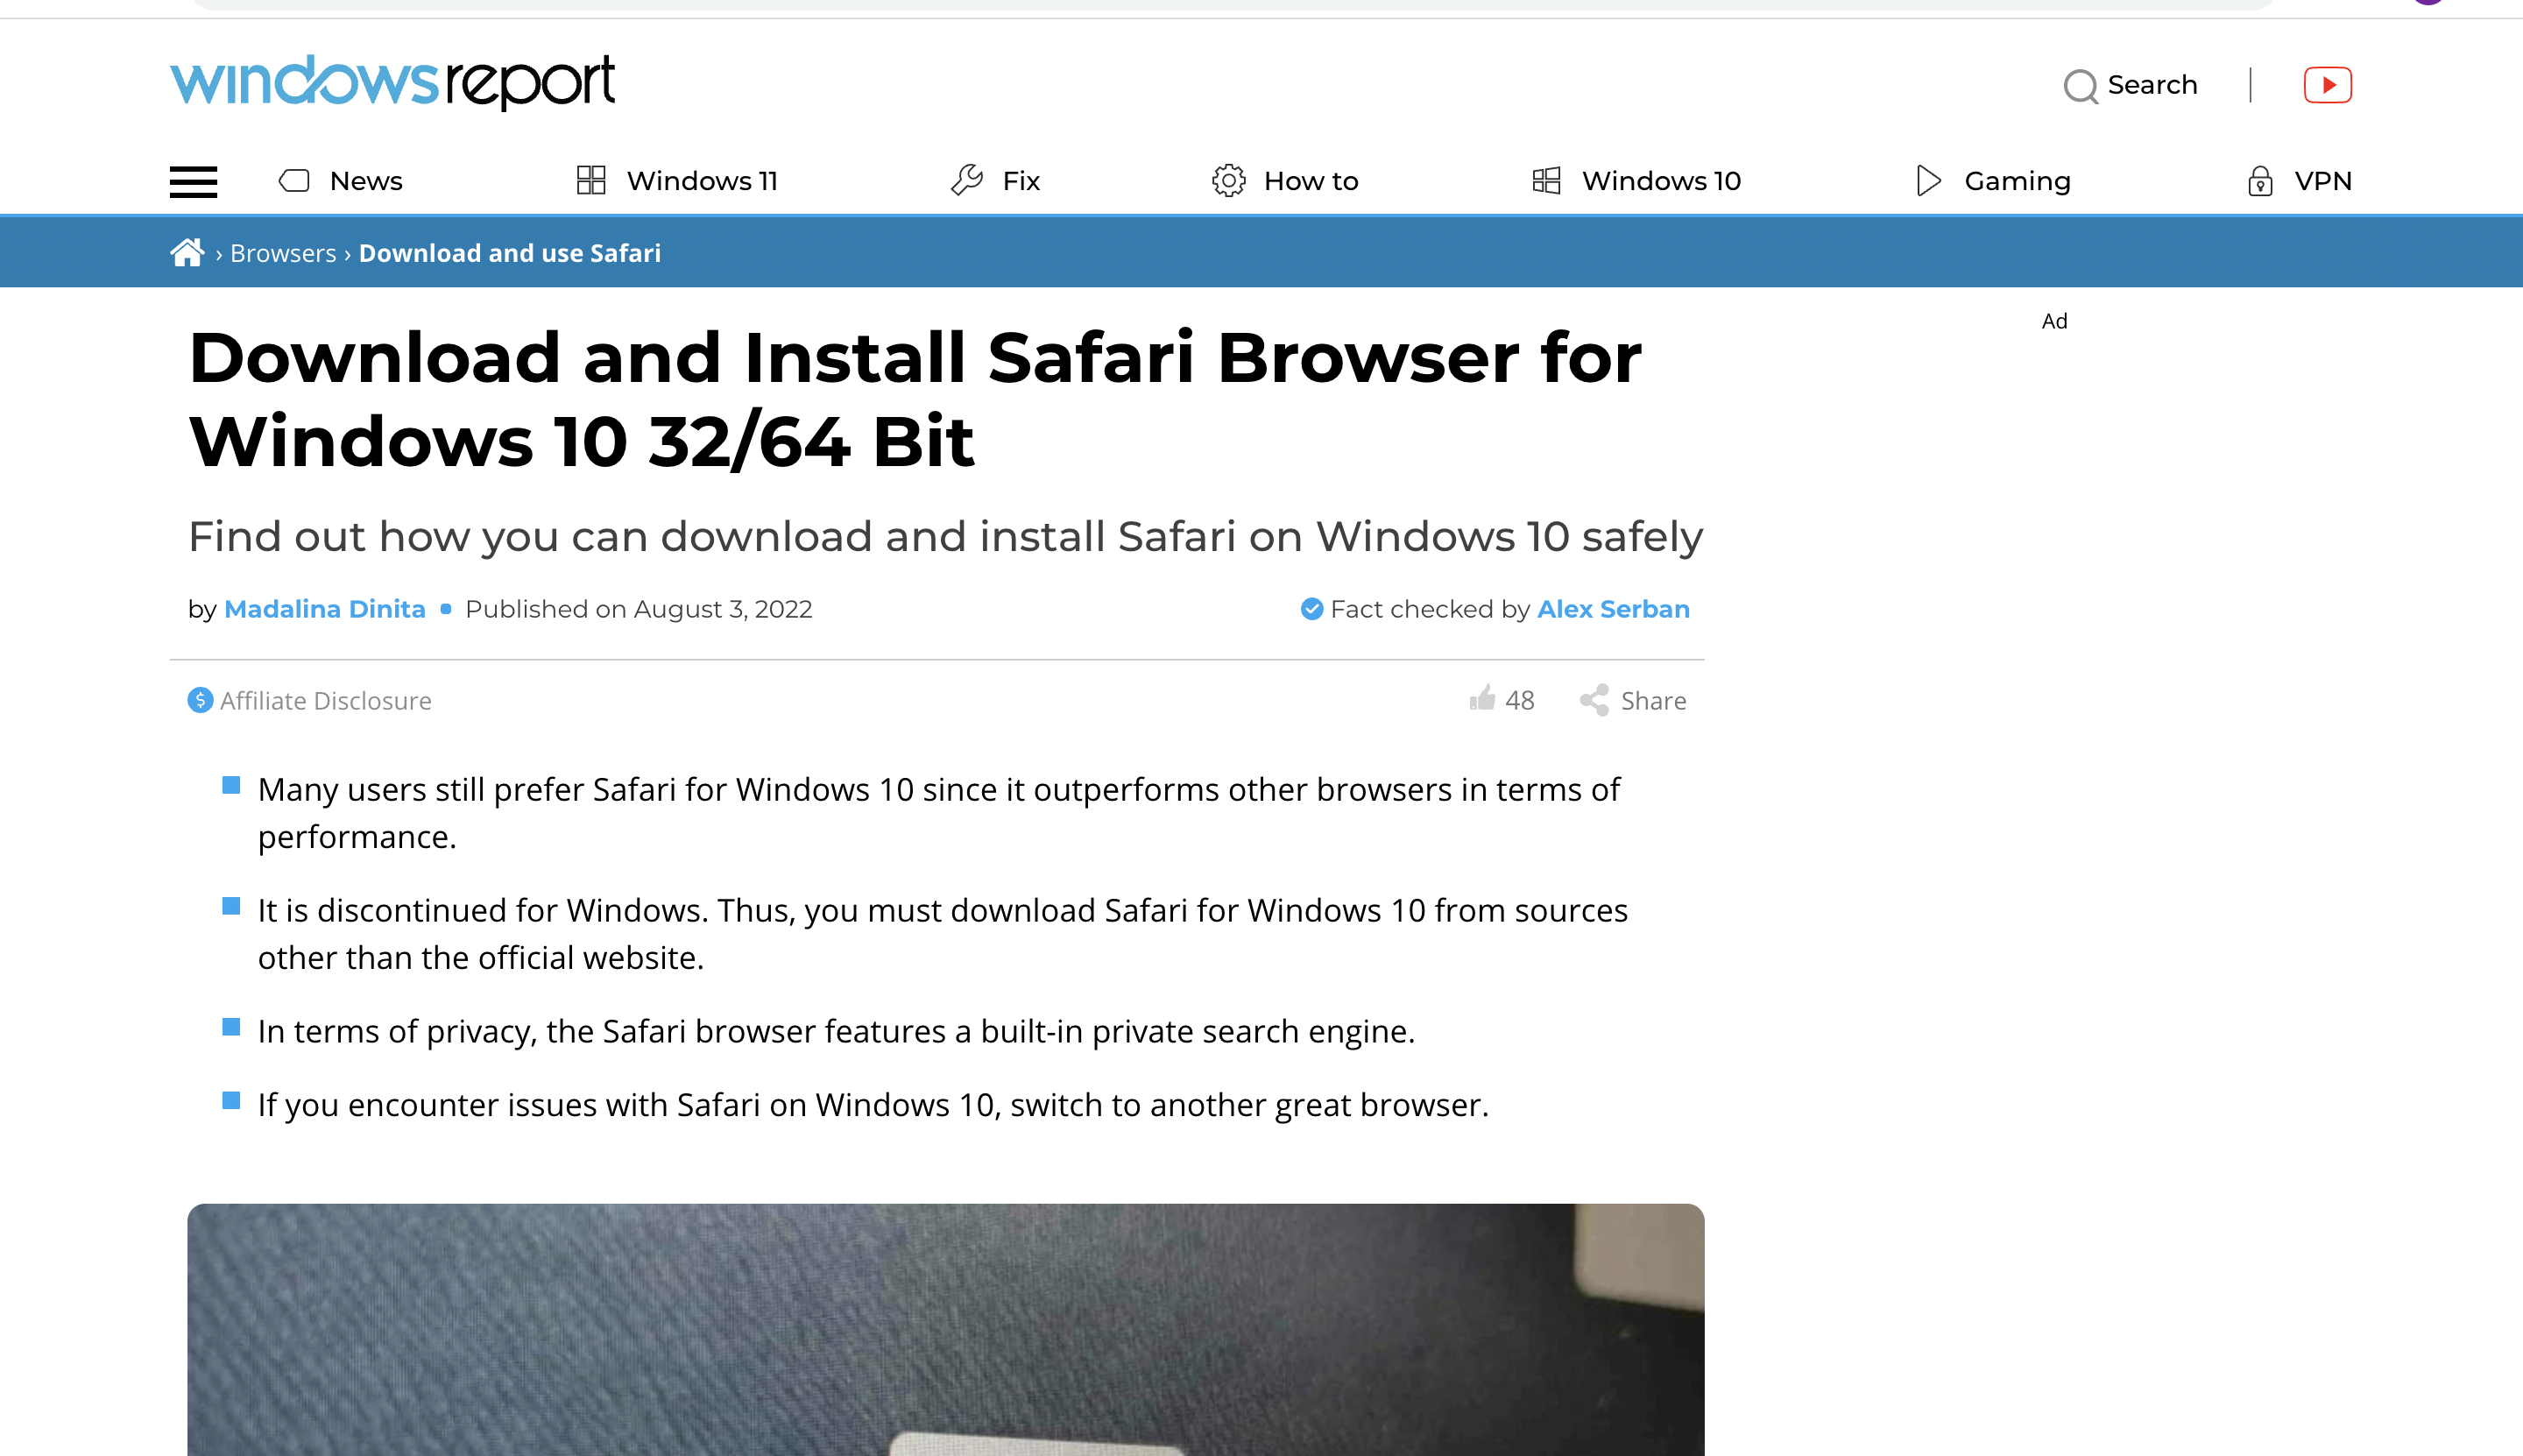 windowsreport
Search
News
Windows 11
Fix
How to
Windows 10
Gaming
VPN
› Browsers › Download and use Safari
Ad
Download and Install Safari Browser for
Windows 10 32/64 Bit
Find out how you can download and install Safari on Windows 10 safely
by Madalina Dinita ▪ Published on August 3, 2022
Fact checked by Alex Serban
Affiliate Disclosure
48
Share
Many users still prefer Safari for Windows 10 since it outperforms other browsers in terms of
performance.
It is discontinued for Windows. Thus, you must download Safari for Windows 10 from sources
other than the official website.
In terms of privacy, the Safari browser features a built-in private search engine.
If you encounter issues with Safari on Windows 10, switch to another great browser.